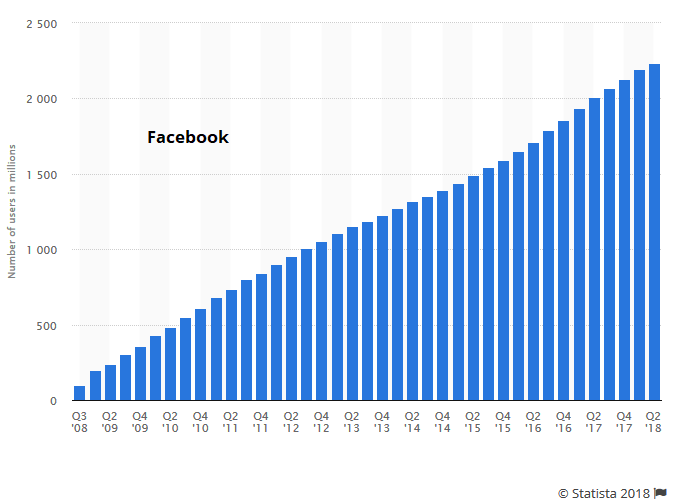 2 500
2 000
Facebook
1 500
Number of users in millions
1 000
500
0
Q3 Q2 Q4 Q2 Q4 Q2 Q4 Q2 Q4 Q2 Q4 Q2 Q4 Q2 Q4 Q2 Q4 Q2 Q4 Q2
'08 '09 '09 '10 '10 '11 '11 '12 '12 '13 '13 '14 '14 '15 '15 '16 '16 '17 '17 '18
© Statista 2018